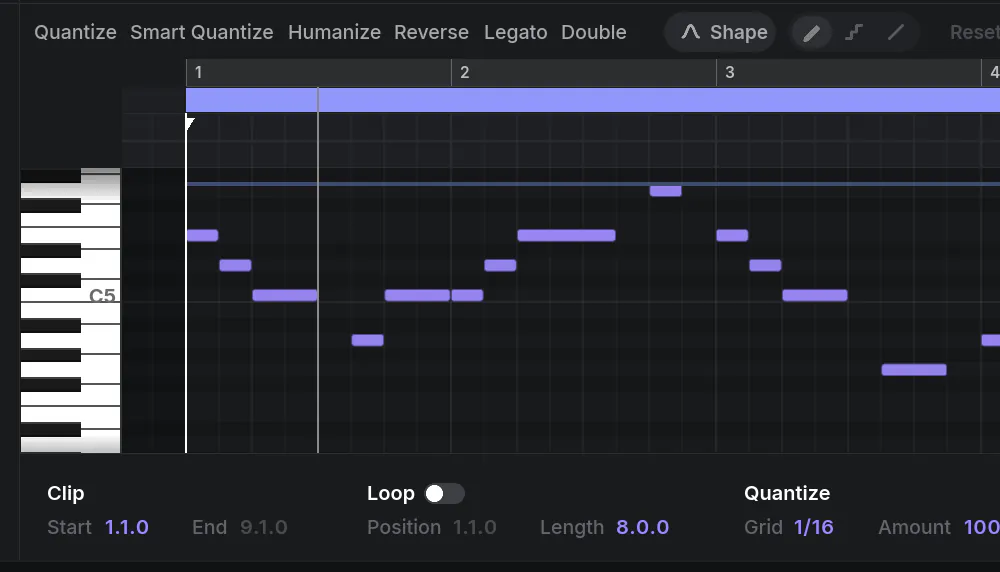 Quantize Smart Quantize Humanize Reverse Legato Double Shape Reset
1 2 3 4
C5
Clip Loop Quantize
Start 1.1.0 End 9.1.0 Position 1.1.0 Length 8.0.0 Grid 1/16 Amount 100